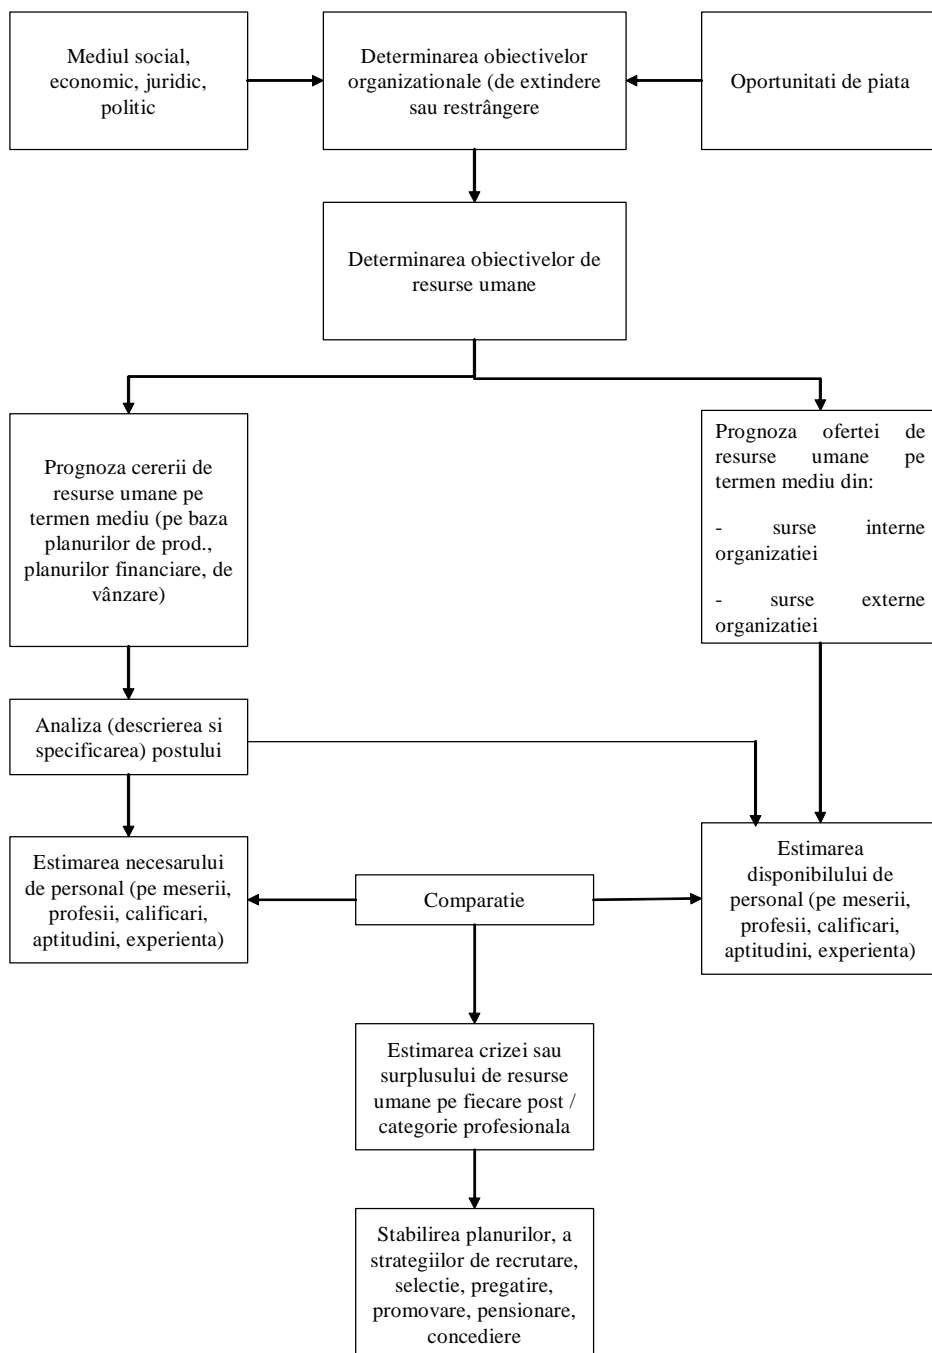 Mediul social,
economic, juridic,
politic
Determinarea obiectivelor
organizationale (de extindere
sau restrângere
Oportunitati de piata
Determinarea obiectivelor de
resurse umane
Prognoza cererii de
resurse umane pe
termen mediu (pe baza
planurilor de prod.,
planurilor financiare, de
vânzare)
Prognoza ofertei de
resurse umane pe
termen mediu din:
- surse interne
organizatiei
- surse externe
organizatiei
Analiza (descrierea si
specificarea) postului
Estimarea necesarului
de personal (pe meserii,
profesii, calificari,
aptitudini, experienta)
Comparatie
Estimarea
disponibilului de
personal (pe meserii,
profesii, calificari,
aptitudini, experienta)
Estimarea crizei sau
surplusului de resurse
umane pe fiecare post /
categorie profesionala
Stabilirea planurilor, a
strategiilor de recrutare,
selectie, pregatire,
promovare, pensionare,
concediere